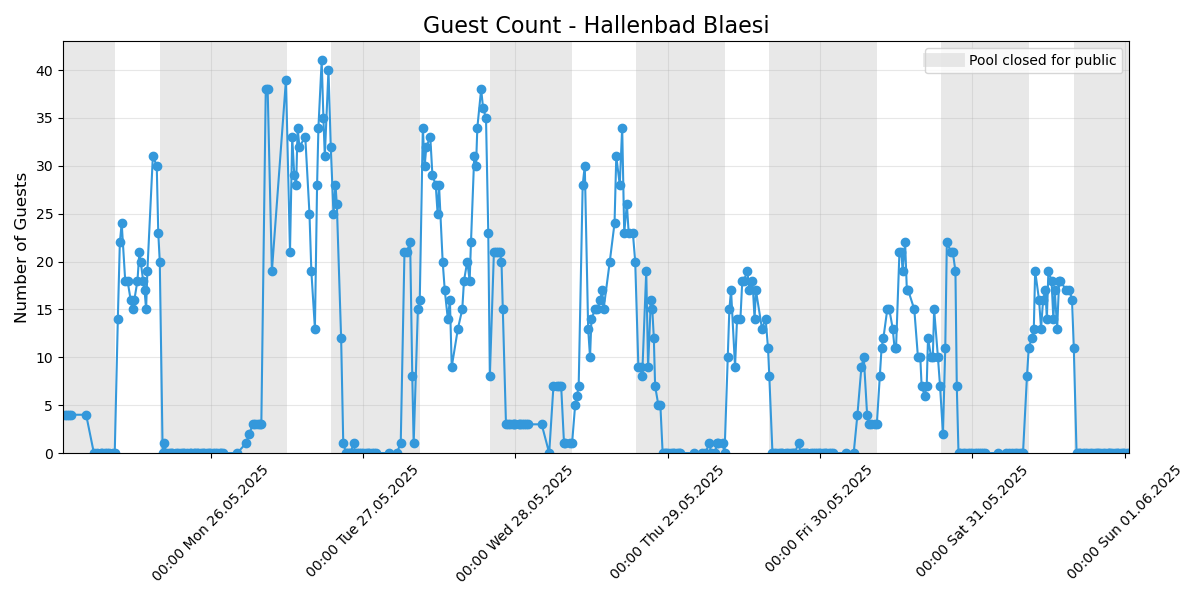 Guest Count - Hallenbad Blaesi
Pool closed for public
Number of Guests
40
35
30
25
20
15
10
5
0
00:00 Mon 26.05.2025
00:00 Tue 27.05.2025
00:00 Wed 28.05.2025
00:00 Thu 29.05.2025
00:00 Fri 30.05.2025
00:00 Sat 31.05.2025
00:00 Sun 01.06.2025